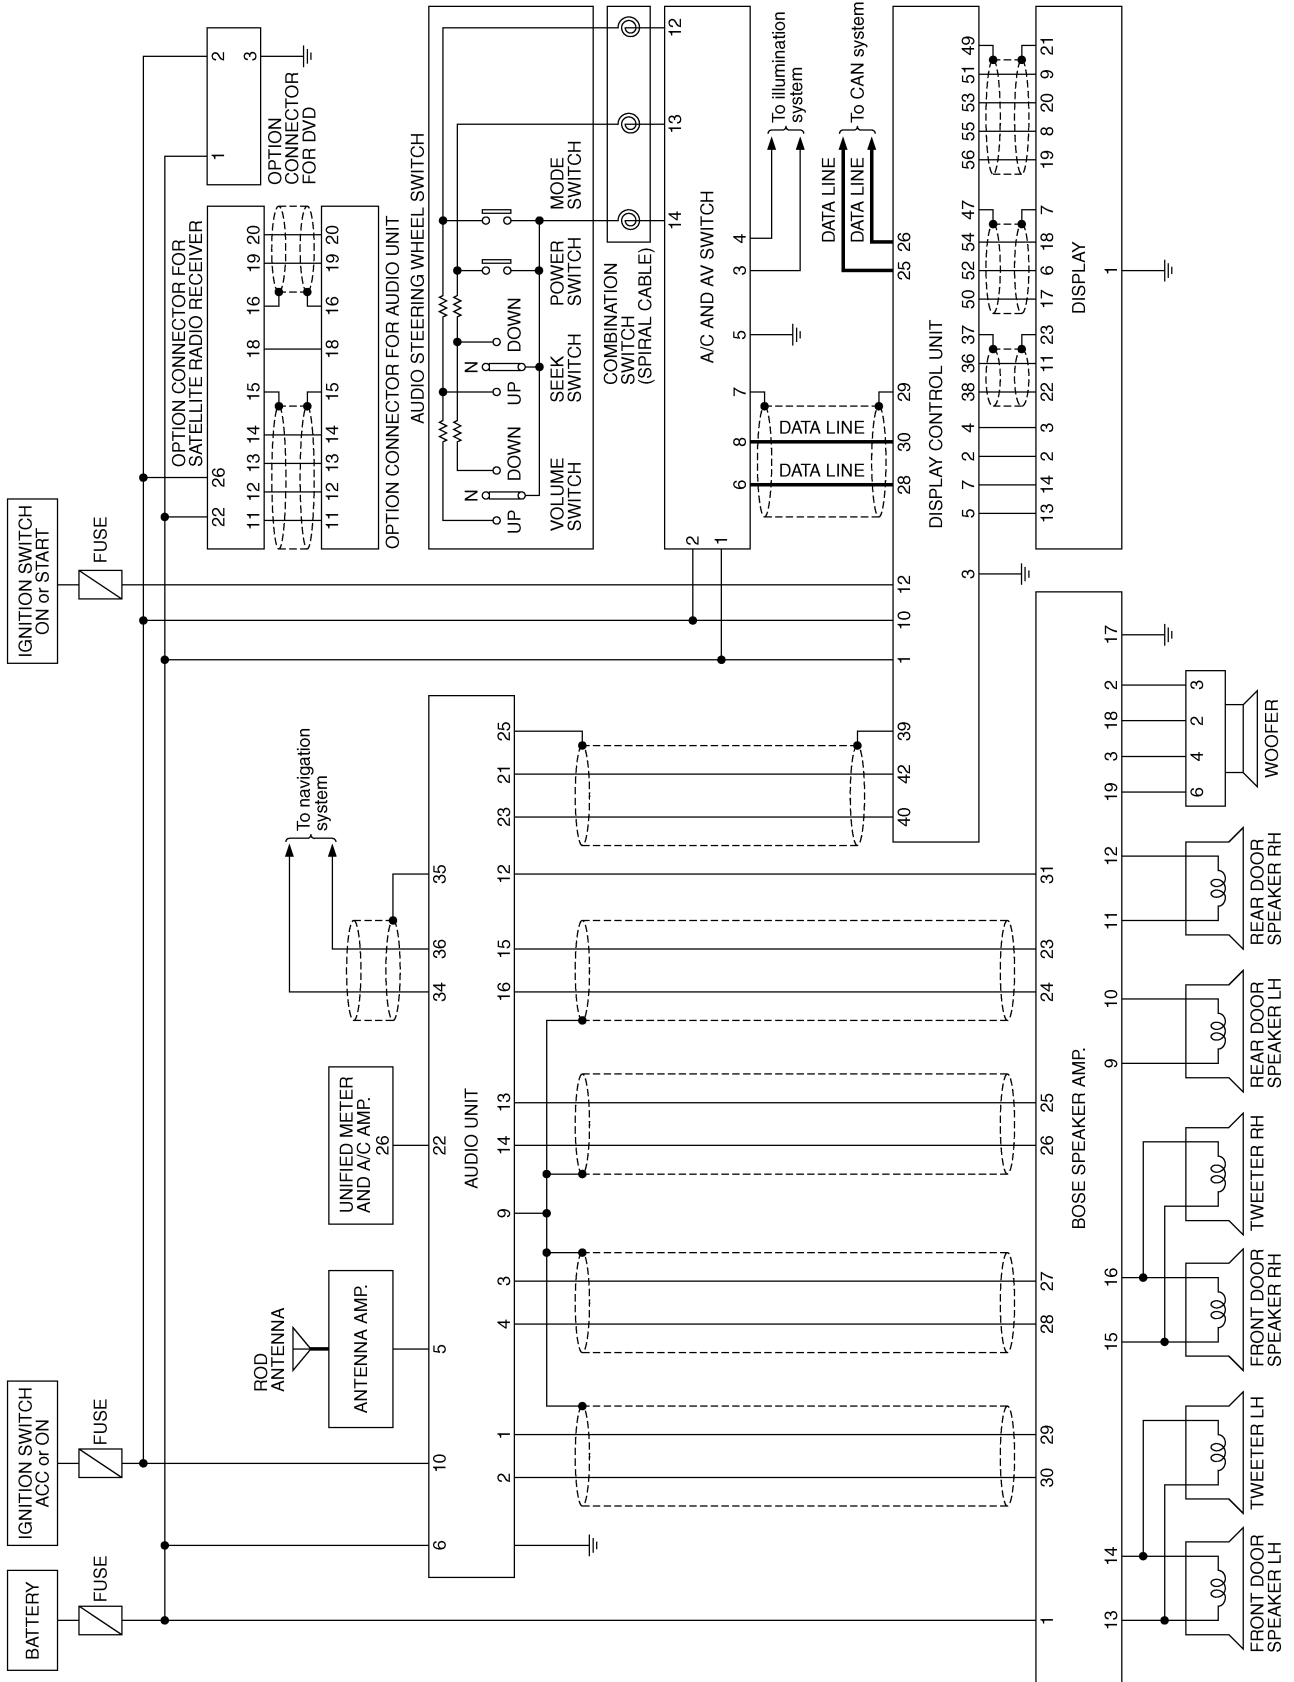 BATTERY
IGNITION SWITCH
ACC or ON
IGNITION SWITCH
ON or START
FUSE
FUSE
FUSE
OPTION CONNECTOR FOR
SATELLITE RADIO RECEIVER
22 26
11 12 13 14 15 18 16 19 20
11 12 13 14 15 18 16 19 20
OPTION CONNECTOR FOR AUDIO UNIT
1 2
3
OPTION
CONNECTOR
FOR DVD
ROD
ANTENNA
ANTENNA AMP.
UNIFIED METER
AND A/C AMP.
26
To navigation
system
6 10 5 22 34 36 35
AUDIO UNIT
2 1 4 3 9 14 13 16 15 12 23 21 25
AUDIO STEERING WHEEL SWITCH
UP N DOWN
VOLUME
SWITCH
UP N DOWN
SEEK
SWITCH
POWER
SWITCH
MODE
SWITCH
COMBINATION
SWITCH
(SPIRAL CABLE)
14 13 12
A/C AND AV SWITCH
2
1
6 8 7 5 3 4
To illumination
system
DATA LINE
DATA LINE
DATA LINE
DATA LINE
To CAN system
40 42 39 1 10 12 28 30 29 25 26
DISPLAY CONTROL UNIT
3 5 7 2 4 38 36 37 50 52 54 47 56 55 53 51 49
13 14 2 3 22 11 23 17 6 18 7 19 8 20 9 21
DISPLAY
1
1 30 29 28 27 26 25 24 23 31
BOSE SPEAKER AMP.
13 14 15 16 9 10 11 12 19 3 18 2 17
6 4 2 3
FRONT DOOR
SPEAKER LH
TWEETER LH
FRONT DOOR
SPEAKER RH
TWEETER RH
REAR DOOR
SPEAKER LH
REAR DOOR
SPEAKER RH
WOOFER